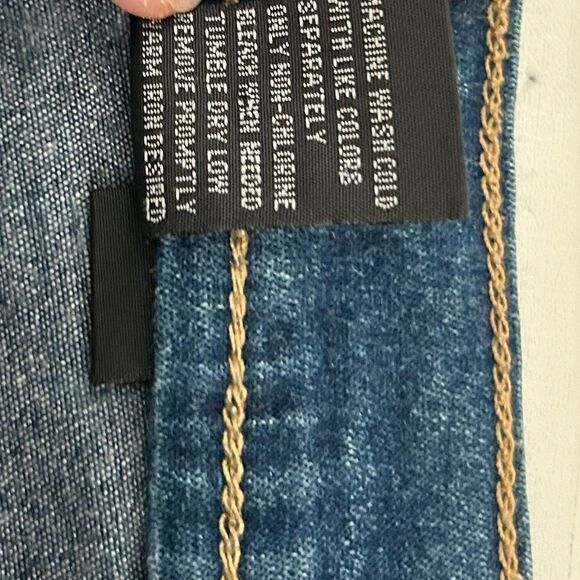 MACHINE WASH COLD
WITH LIKE COLORS
SEPARATELY
ONLY NON-CHLORINE
BLEACH WHEN NEEDED
TUMBLE DRY LOW
REMOVE PROMPTLY
WARM IRON DESIRED